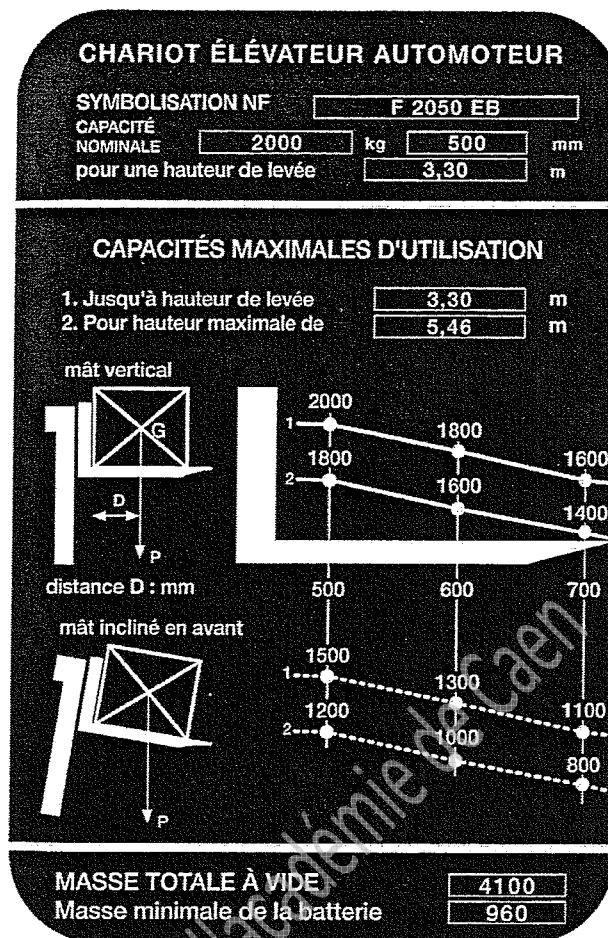 CHARIOT ÉLÉVATEUR AUTOMOTEUR
SYMBOLISATION NF F 2050 EB
CAPACITÉ
NOMINALE 2000 kg 500 mm
pour une hauteur de levée 3,30 m
CAPACITÉS MAXIMALES D'UTILISATION
1. Jusqu'à hauteur de levée 3,30 m
2. Pour hauteur maximale de 5,46 m
mât vertical
G
D
P
distance D : mm
1 2000 1800 1600
2 1800 1600 1400
500 600 700
mât incliné en avant
P
1 1500 1300 1100
2 1200 1000 800
MASSE TOTALE À VIDE 4100
Masse minimale de la batterie 960
l'académie de Caen